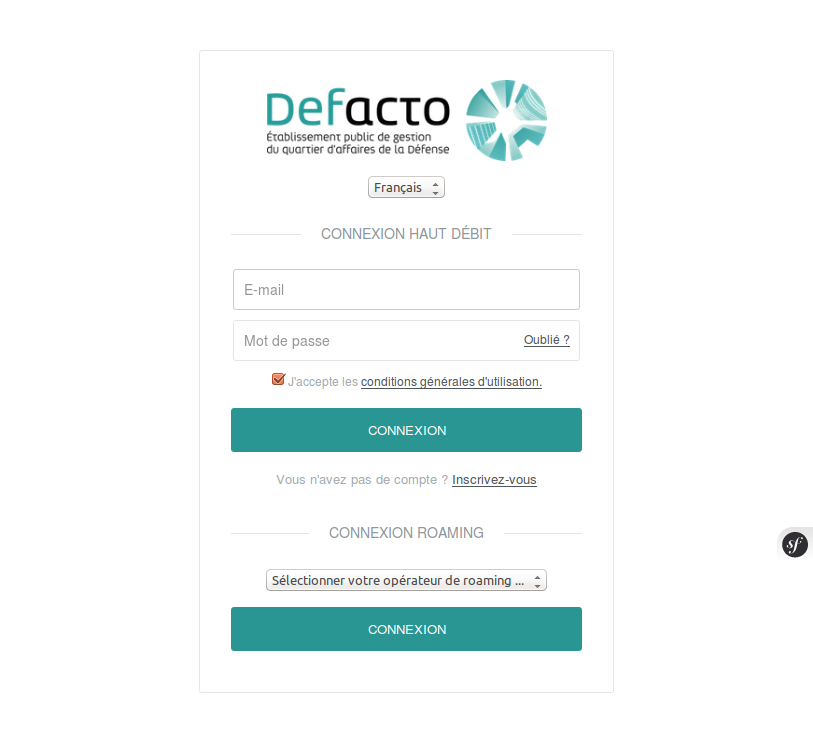 Defacto
Établissement public de gestion
du quartier d'affaires de la Défense
Français
CONNEXION HAUT DÉBIT
E-mail
Mot de passe Oublié ?
J'accepte les conditions générales d'utilisation.
CONNEXION
Vous n'avez pas de compte ? Inscrivez-vous
CONNEXION ROAMING
Sélectionner votre opérateur de roaming ...
CONNEXION
sf